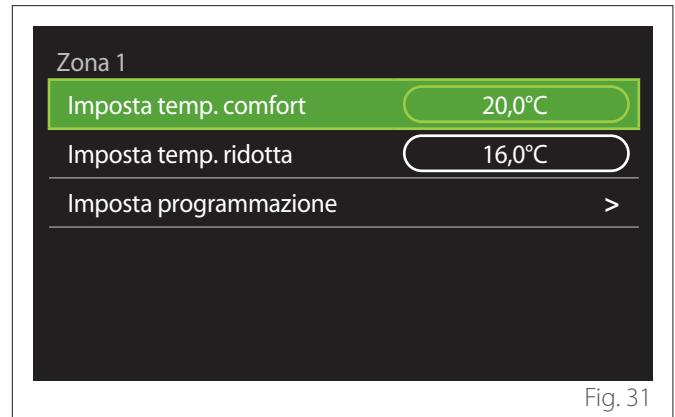 Zona 1
Imposta temp. comfort 20,0°C
Imposta temp. ridotta 16,0°C
Imposta programmazione >
Fig. 31